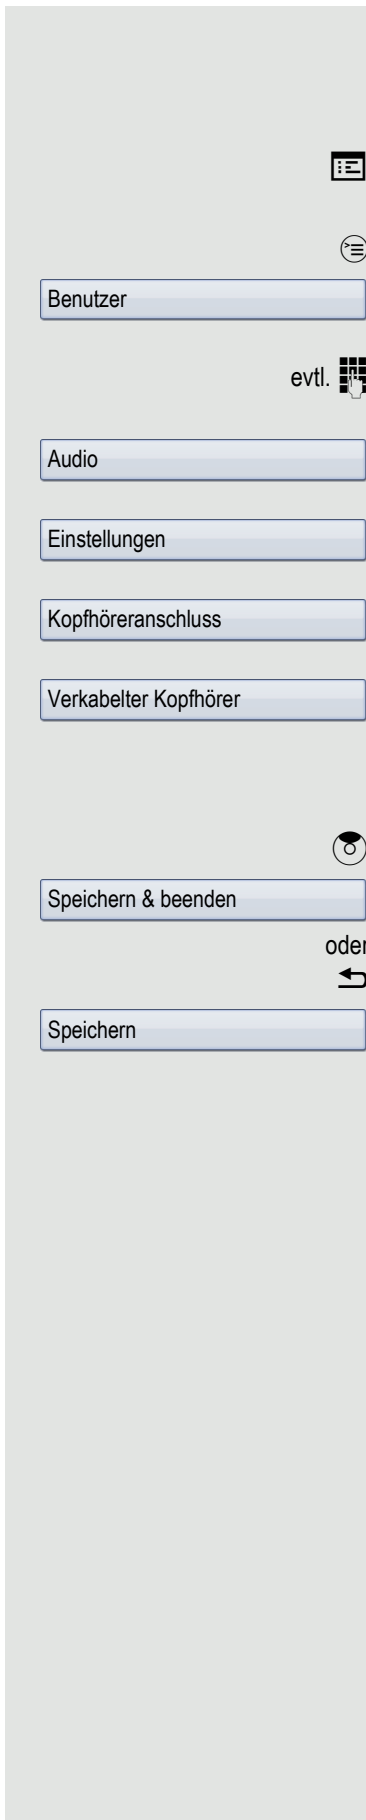 Benutzer
evtl.
Audio
Einstellungen
Kopfhöreranschluss
Verkabelter Kopfhörer
Speichern & beenden
oder
Speichern